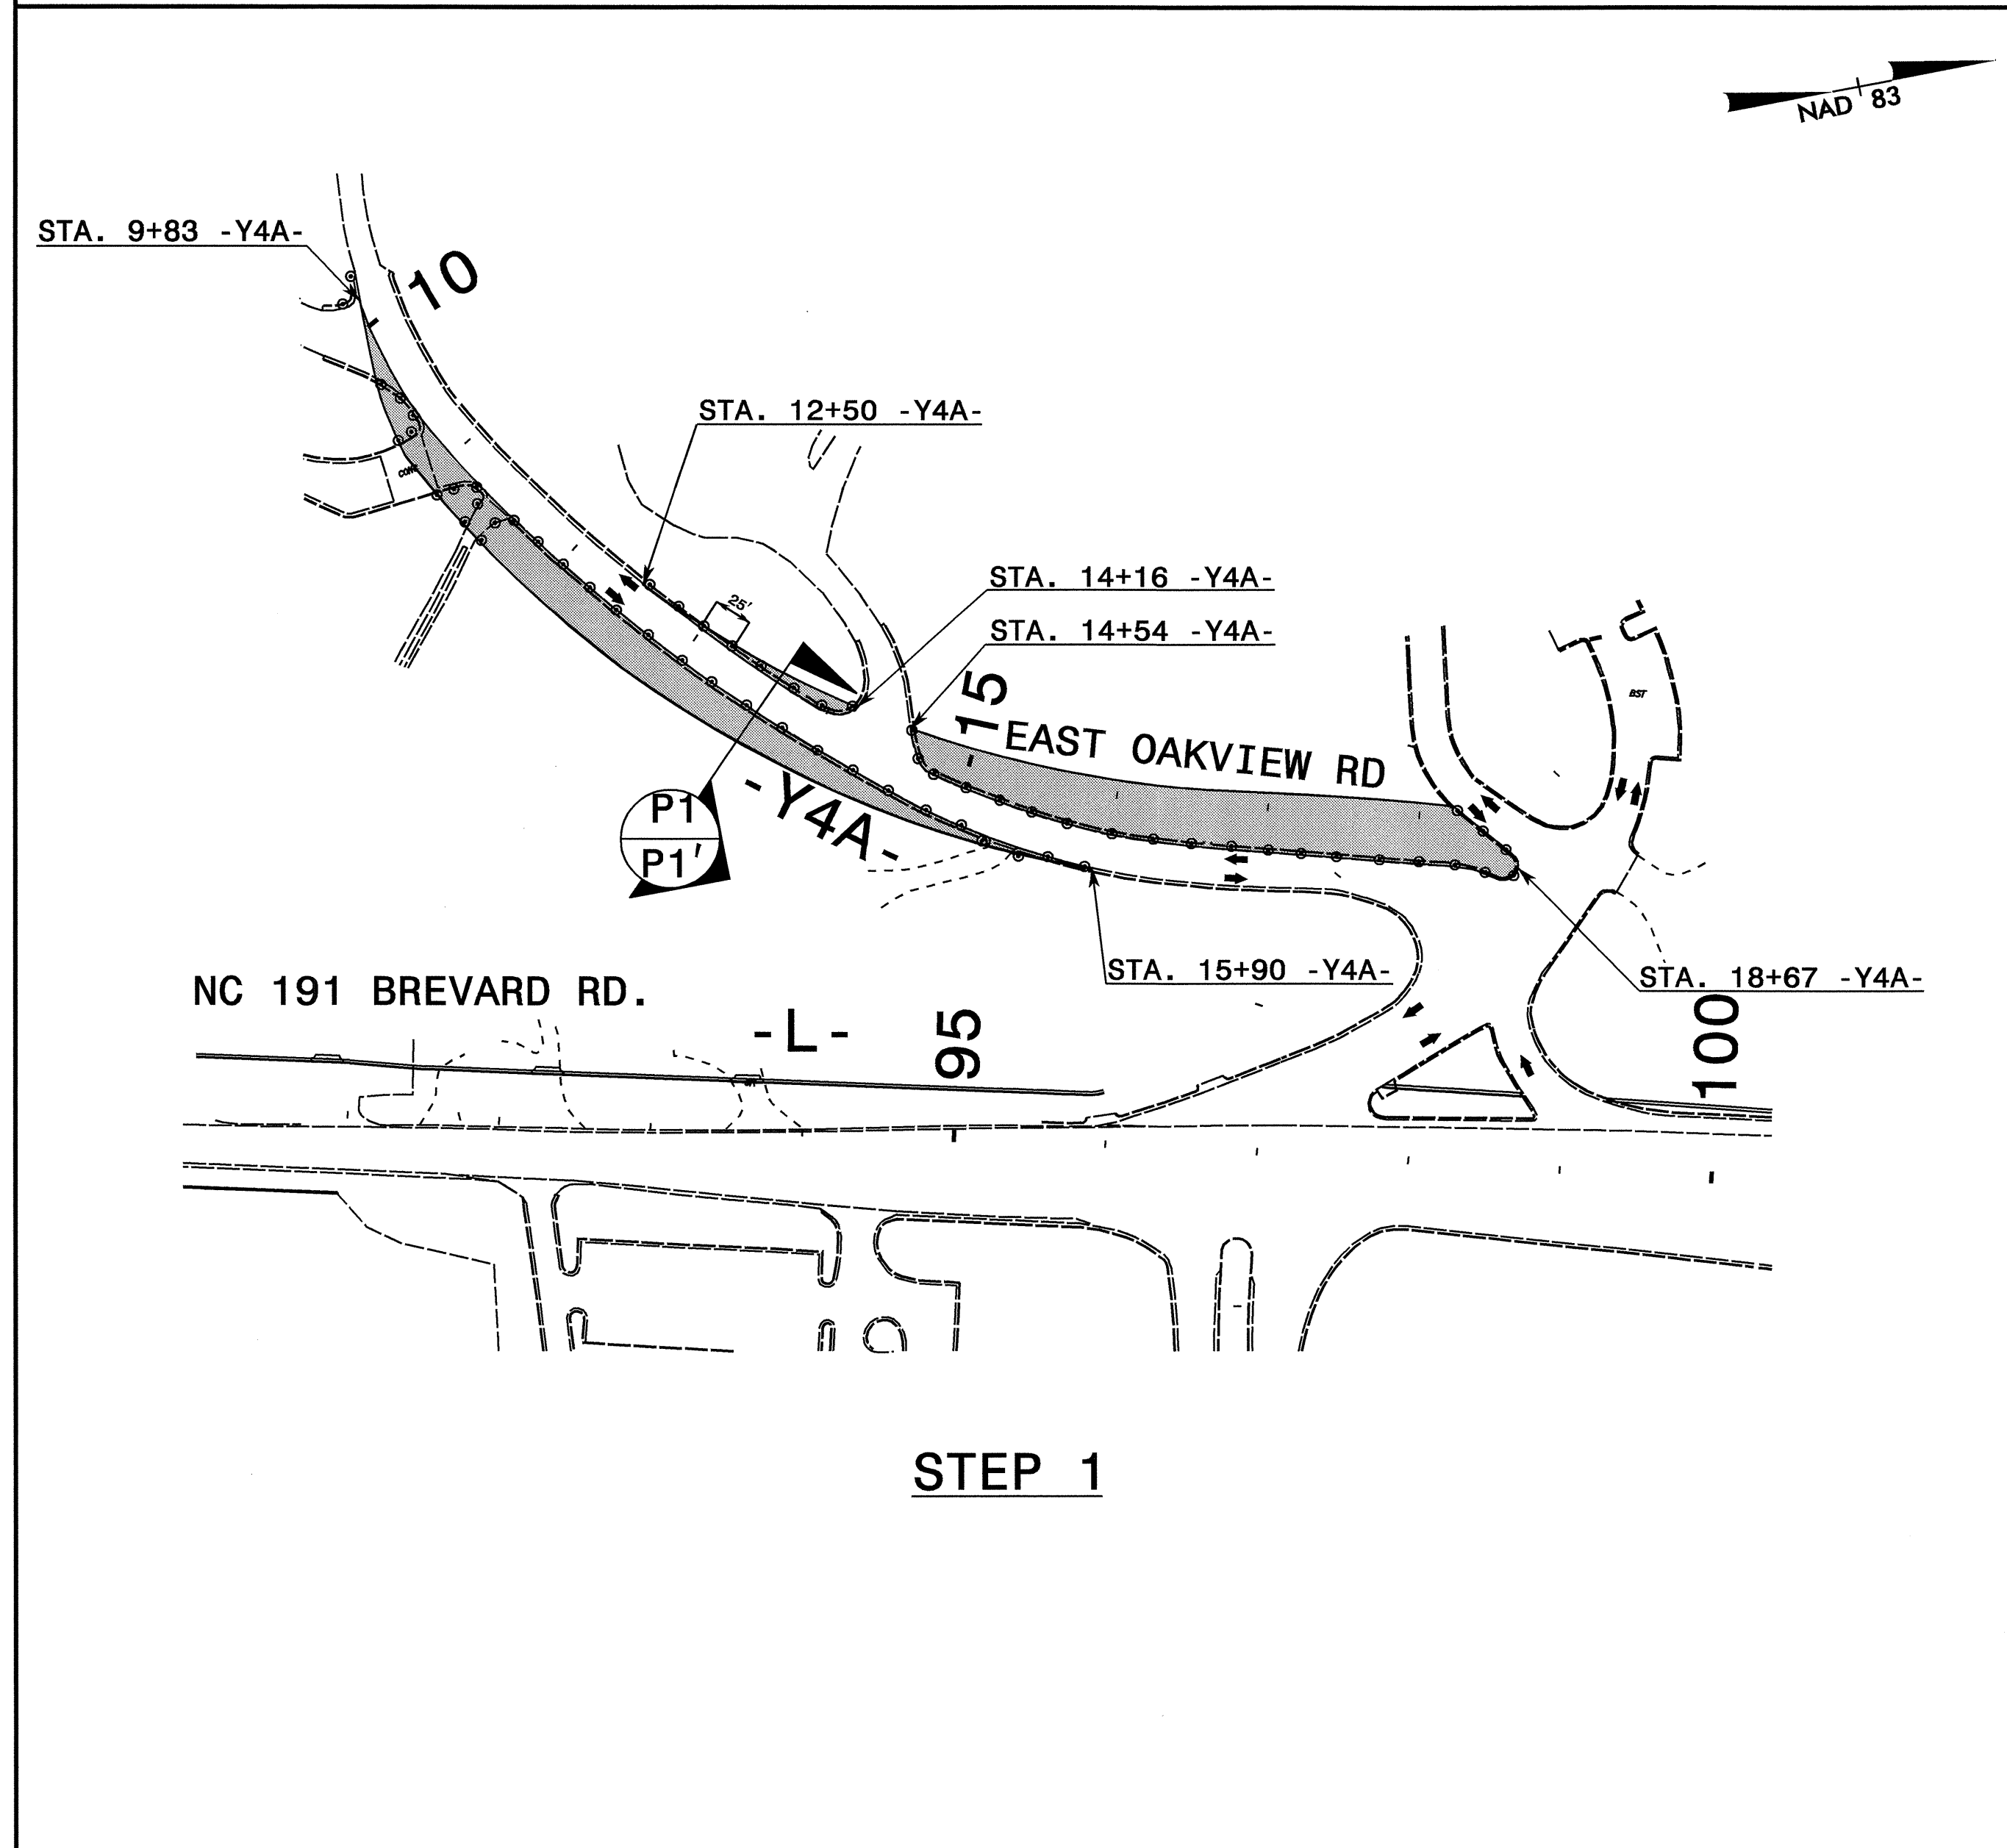 NAD 83
STA. 9+83 -Y4A-
10
STA. 12+50 -Y4A-
CONC
STA. 14+16 -Y4A-
25'
STA. 14+54 -Y4A-
15
BST
EAST OAKVIEW RD
P1
P1'
-Y4A-
STA. 15+90 -Y4A-
STA. 18+67 -Y4A-
NC 191 BREVARD RD.
-L-
95
100
STEP 1